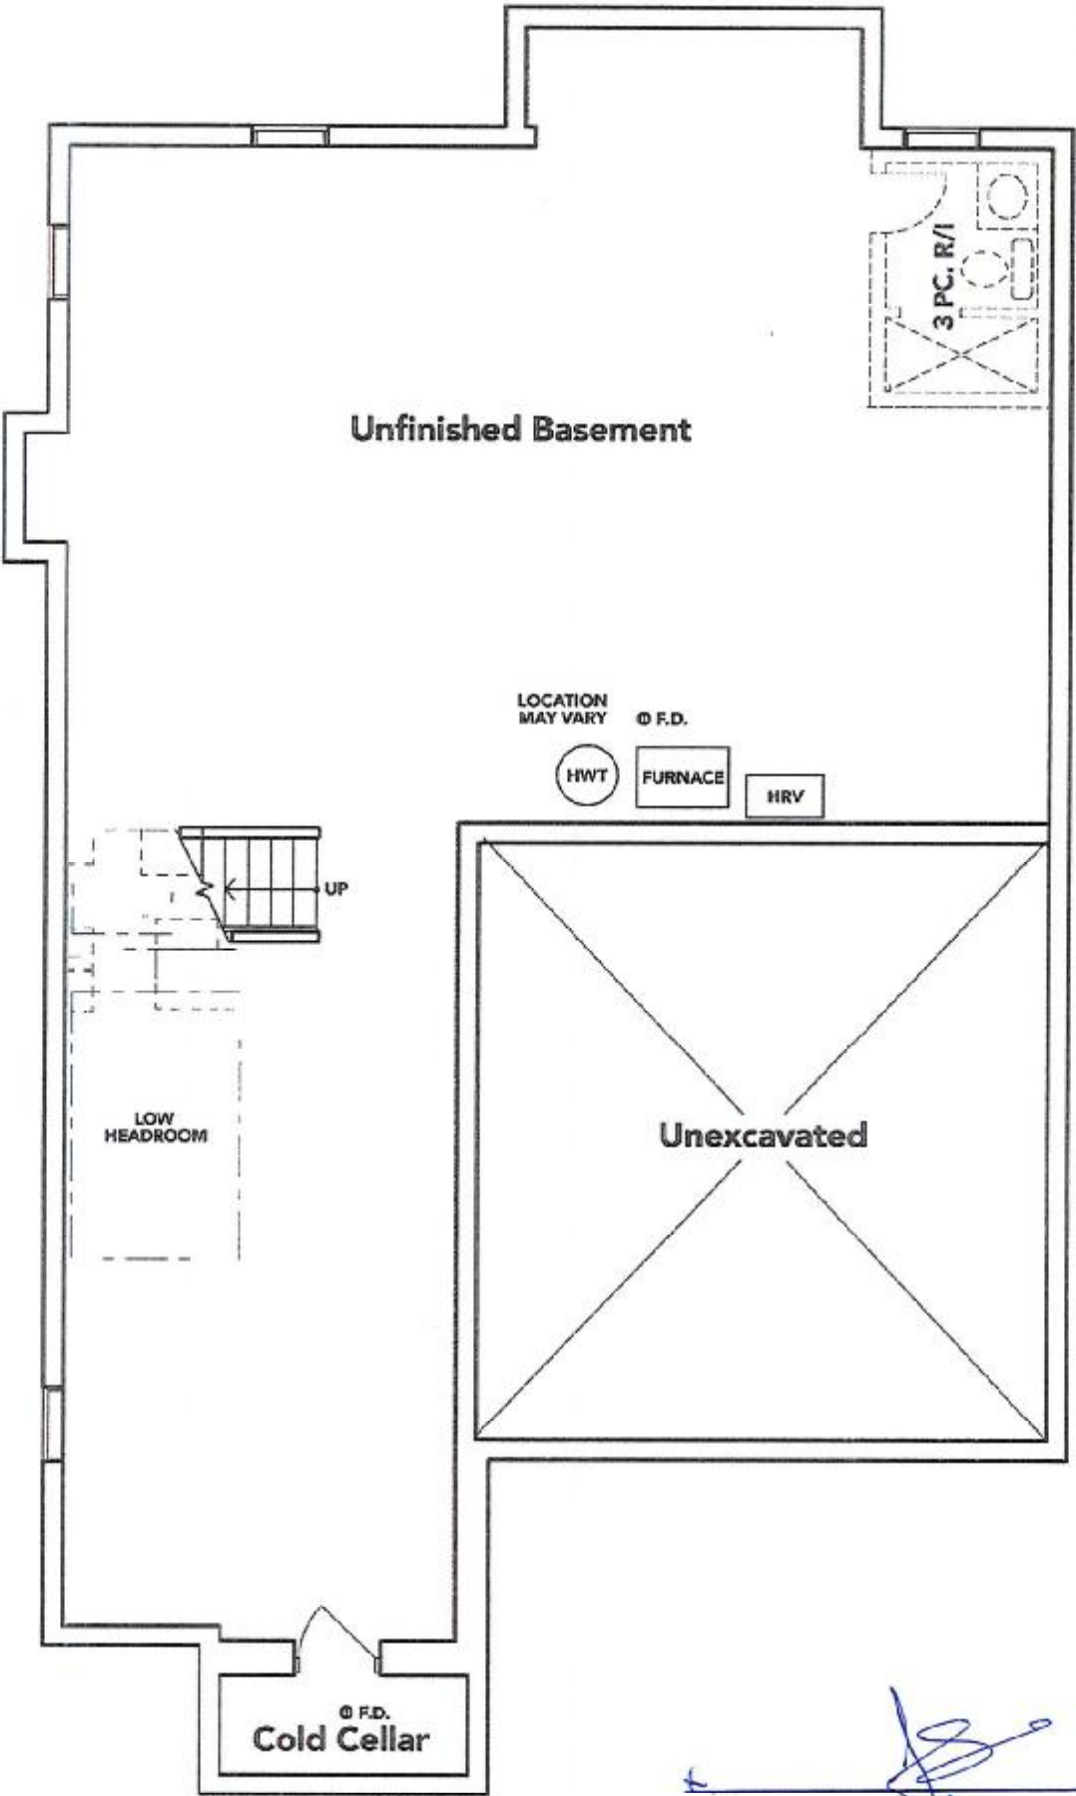 3 PC. R/I
Unfinished Basement
LOCATION
MAY VARY
F.D.
HWT
FURNACE
HRV
UP
LOW
HEADROOM
Unexcavated
F.D.
Cold Cellar